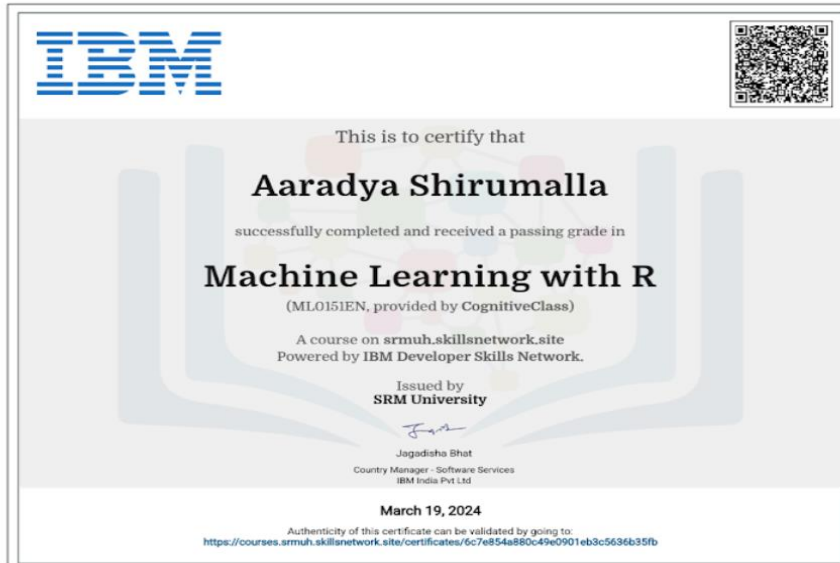 IBM
This is to certify that
Aaradya Shirumalla
successfully completed and received a passing grade in
Machine Learning with R
(ML0151EN, provided by CognitiveClass)
A course on srmuh.skillsnetwork.site
Powered by IBM Developer Skills Network.
Issued by
SRM University
Jagadisha Bhat
Country Manager - Software Services
IBM India Pvt Ltd
March 19, 2024
Authenticity of this certificate can be validated by going to:
https://courses.srmuh.skillsnetwork.site/certificates/6c7e854a880c49e0901eb3c5636b35fb